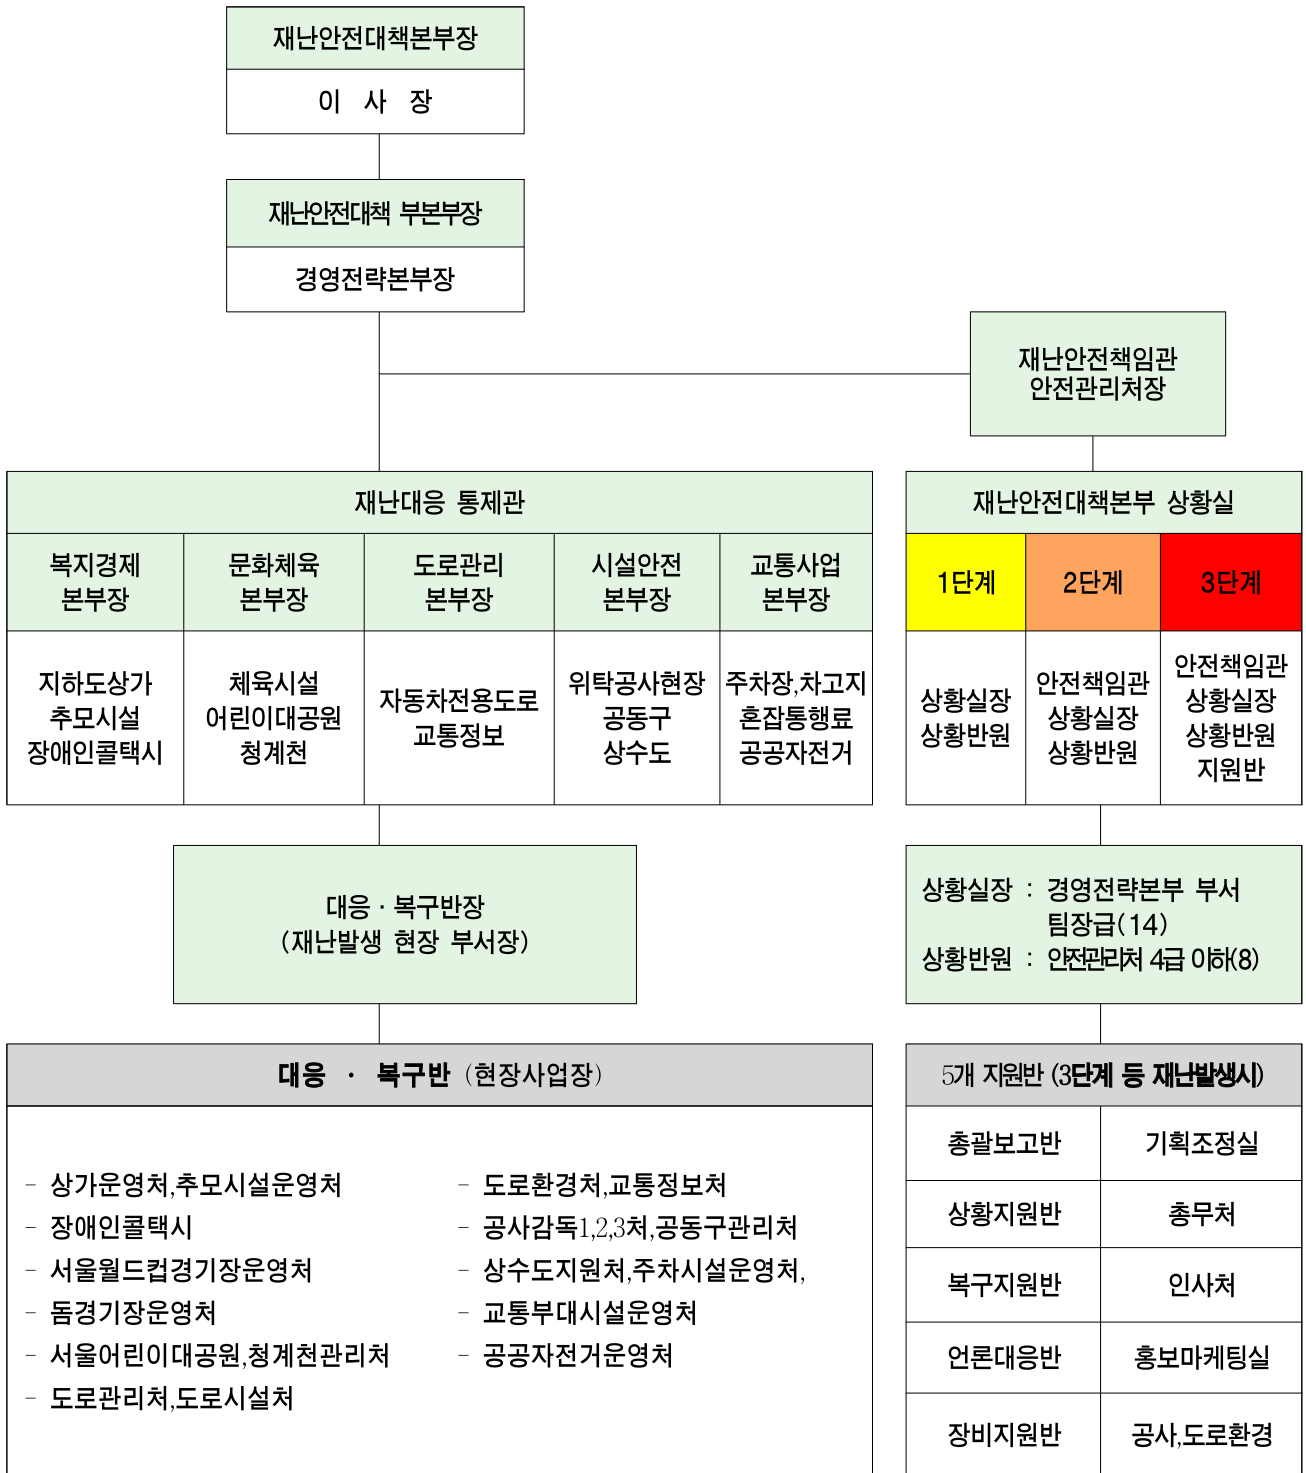 재난안전대책본부장
이 사 장
재난안전대책 부본부장
경영전략본부장
재난안전책임관
안전관리처장
재난대응 통제관
복지경제
본부장
문화체육
본부장
도로관리
본부장
시설안전
본부장
교통사업
본부장
지하도상가
추모시설
장애인콜택시
체육시설
어린이대공원
청계천
자동차전용도로
교통정보
위탁공사현장
공동구
상수도
주차장,차고지
혼잡통행료
공공자전거
재난안전대책본부 상황실
1단계
2단계
3단계
상황실장
상황반원
안전책임관
상황실장
상황반원
안전책임관
상황실장
상황반원
지원반
대응 · 복구반장
(재난발생 현장 부서장)
상황실장 : 경영전략본부 부서
팀장급(14)
상황반원 : 안전관리처 4급 이하(8)
대응 · 복구반 (현장사업장)
- 상가운영처,추모시설운영처
- 장애인콜택시
- 서울월드컵경기장운영처
- 돔경기장운영처
- 서울어린이대공원,청계천관리처
- 도로관리처,도로시설처
- 도로환경처,교통정보처
- 공사감독1,2,3처,공동구관리처
- 상수도지원처,주차시설운영처,
- 교통부대시설운영처
- 공공자전거운영처
5개 지원반 (3단계 등 재난발생시)
총괄보고반 기획조정실
상황지원반 총무처
복구지원반 인사처
언론대응반 홍보마케팅실
장비지원반 공사,도로환경